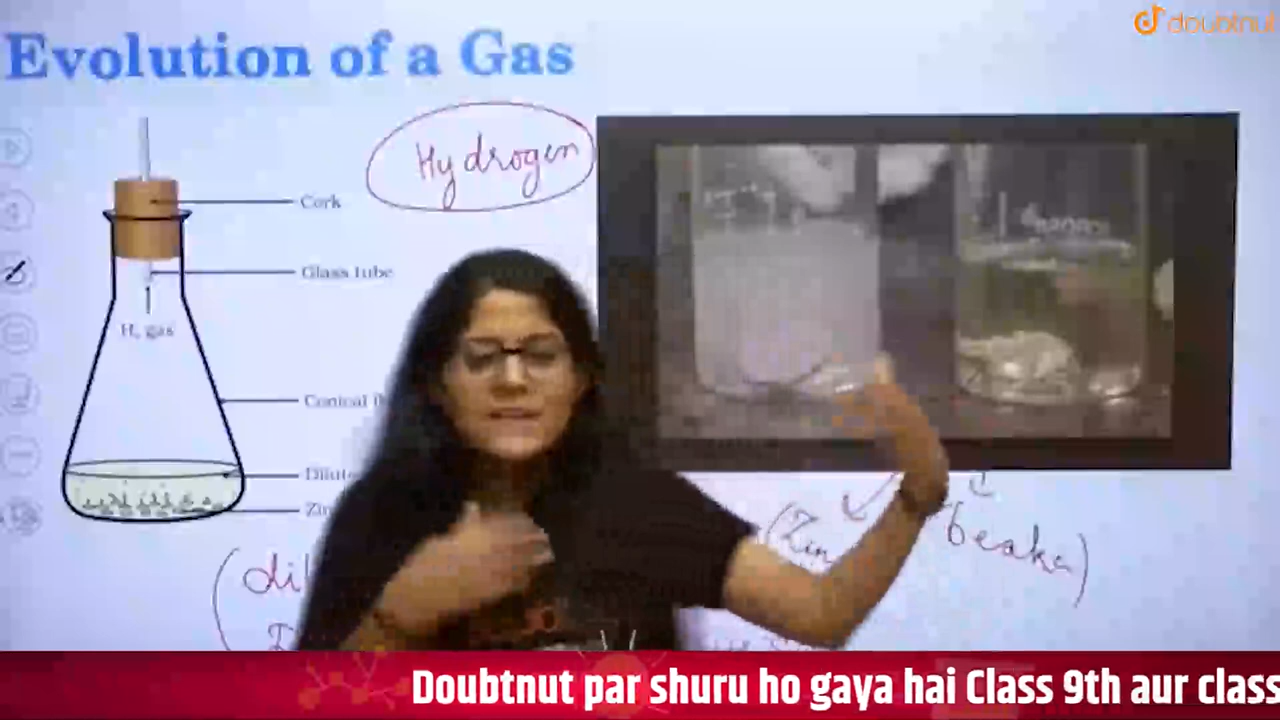 doubtnut
Evolution of a Gas
Hydrogen
Cork
Glass tube
H₂ gas
Conical
Dilute
Zin
(dil
(Zin
beaker)
Doubtnut par shuru ho gaya hai Class 9th aur class